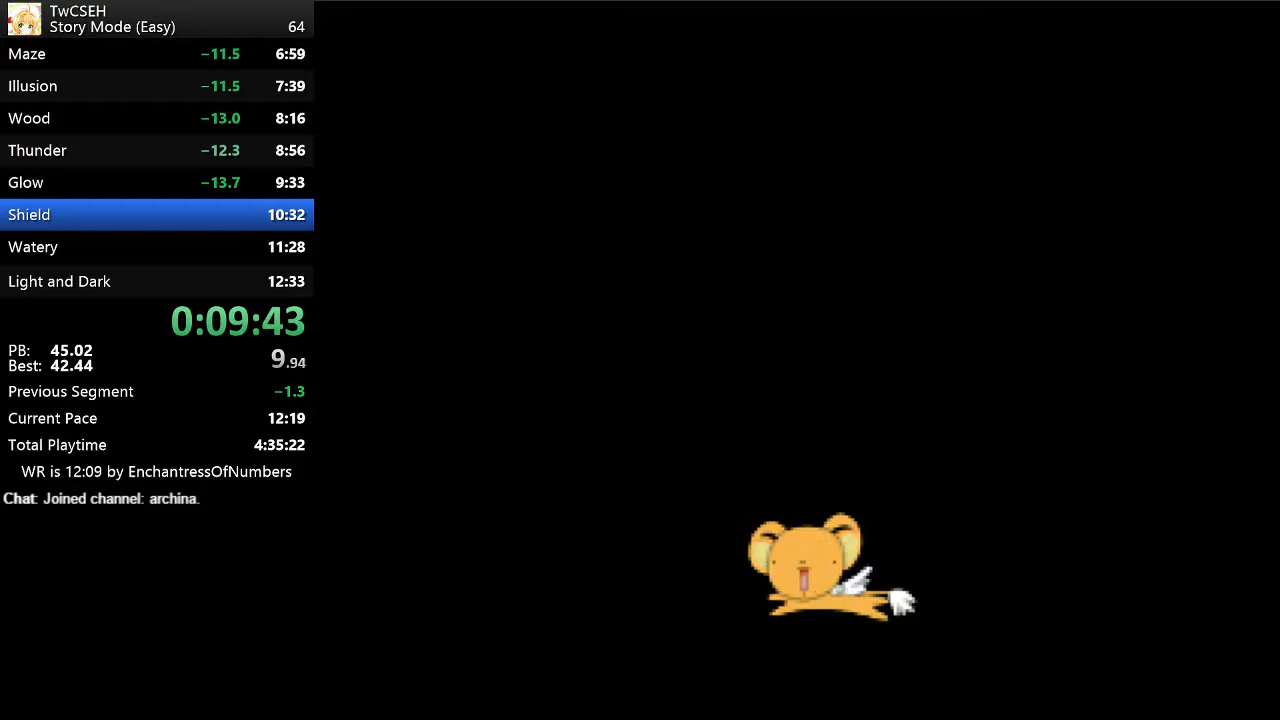 TwCSEH
Story Mode (Easy) 64
Maze −11.5 6:59
Illusion −11.5 7:39
Wood −13.0 8:16
Thunder −12.3 8:56
Glow −13.7 9:33
Shield 10:32
Watery 11:28
Light and Dark 12:33
0:09:43
PB: 45.02
Best: 42.44
9.94
Previous Segment −1.3
Current Pace 12:19
Total Playtime 4:35:22
WR is 12:09 by EnchantressOfNumbers
Chat: Joined channel: archina.